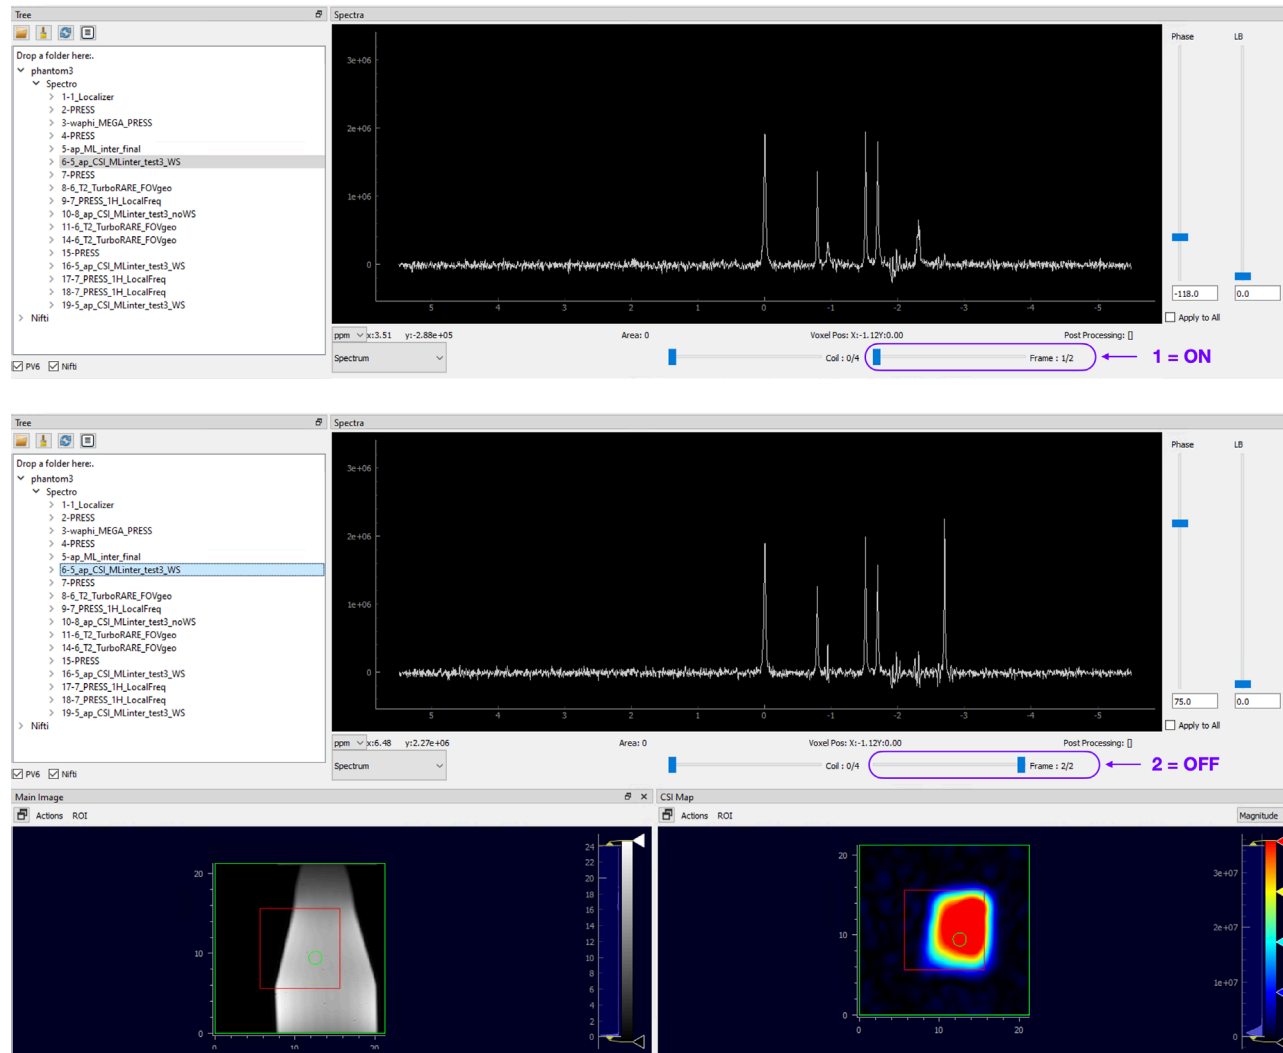 Tree
Spectra
Drop a folder here:.
phantom3
Spectro
1-1_Localizer
2-PRESS
3-waphi_MEGA_PRESS
4-PRESS
5-ap_ML_inter_final
6-5_ap_CSI_MLinter_test3_WS
7-PRESS
8-6_T2_TurboRARE_FOVgeo
9-7_PRESS_1H_LocalFreq
10-8_ap_CSI_MLinter_test3_noWS
11-6_T2_TurboRARE_FOVgeo
14-6_T2_TurboRARE_FOVgeo
15-PRESS
16-5_ap_CSI_MLinter_test3_WS
17-7_PRESS_1H_LocalFreq
18-7_PRESS_1H_LocalFreq
19-5_ap_CSI_MLinter_test3_WS
Nifti
PV6 Nifti
3e+06
2e+06
1e+06
0
5 4 3 2 1 0 -1 -2 -3 -4 -5
Phase LB
-118.0 0.0
Apply to All
ppm x:3.51 y:-2.88e+05 Area: 0 Voxel Pos: X:-1.12Y:0.00 Post Processing: []
Spectrum Coil : 0/4 Frame : 1/2 1 = ON
Tree
Spectra
Drop a folder here:.
phantom3
Spectro
1-1_Localizer
2-PRESS
3-waphi_MEGA_PRESS
4-PRESS
5-ap_ML_inter_final
6-5_ap_CSI_MLinter_test3_WS
7-PRESS
8-6_T2_TurboRARE_FOVgeo
9-7_PRESS_1H_LocalFreq
10-8_ap_CSI_MLinter_test3_noWS
11-6_T2_TurboRARE_FOVgeo
14-6_T2_TurboRARE_FOVgeo
15-PRESS
16-5_ap_CSI_MLinter_test3_WS
17-7_PRESS_1H_LocalFreq
18-7_PRESS_1H_LocalFreq
19-5_ap_CSI_MLinter_test3_WS
Nifti
PV6 Nifti
3e+06
2e+06
1e+06
0
5 4 3 2 1 0 -1 -2 -3 -4 -5
Phase LB
75.0 0.0
Apply to All
ppm x:6.48 y:2.27e+06 Area: 0 Voxel Pos: X:-1.12Y:0.00 Post Processing: []
Spectrum Coil : 0/4 Frame : 2/2 2 = OFF
Main Image
Actions ROI
20
10
0
0 10 20
24
22
20
18
16
14
12
10
8
6
4
2
0
CSI Map
Actions ROI Magnitude
20
10
0
0 10 20
3e+07
2e+07
1e+07
0